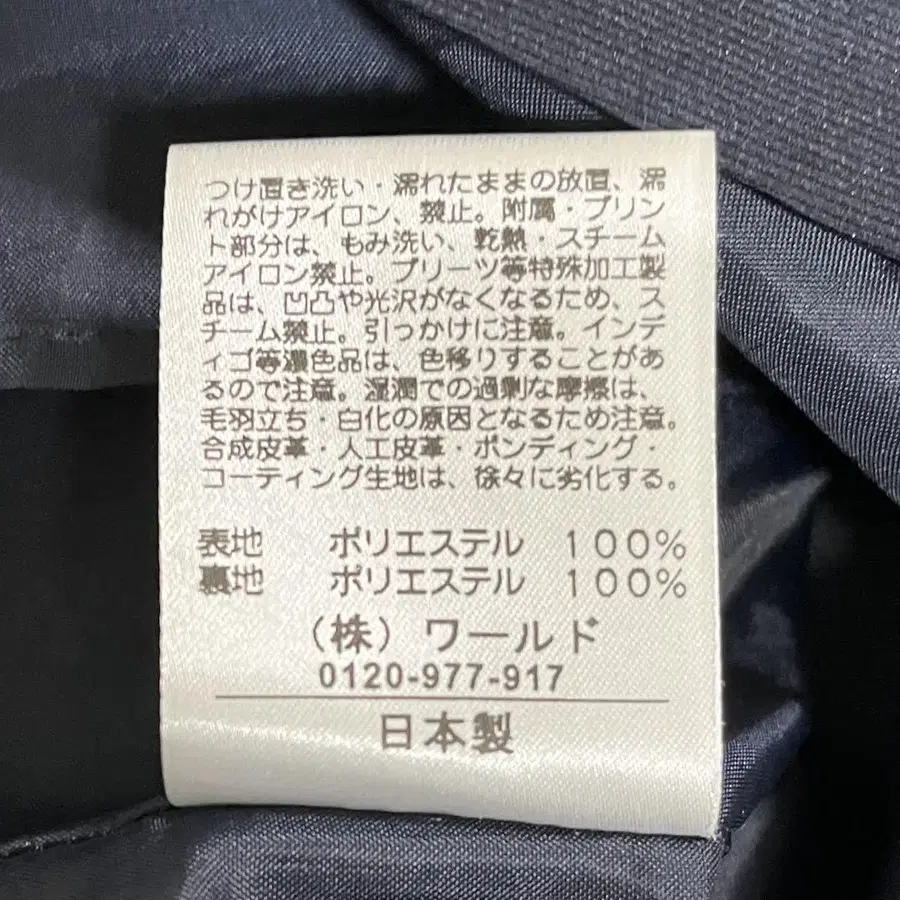 つけ置き洗い・濡れたままの放置、濡
れがけアイロン、禁止。附属・プリン
ト部分は、もみ洗い、乾熱・スチーム
アイロン禁止。プリーツ等特殊加工製
品は、凹凸や光沢がなくなるため、ス
チーム禁止。引っかけに注意。インデ
ィゴ等濃色品は、色移りすることがあ
るので注意。湿潤での過剰な摩擦は、
毛羽立ち・白化の原因となるため注意。
合成皮革・人工皮革・ボンディング・
コーティング生地は、徐々に劣化する。
表地 ポリエステル 100%
裏地 ポリエステル 100%
(株) ワールド
0120-977-917
日本製